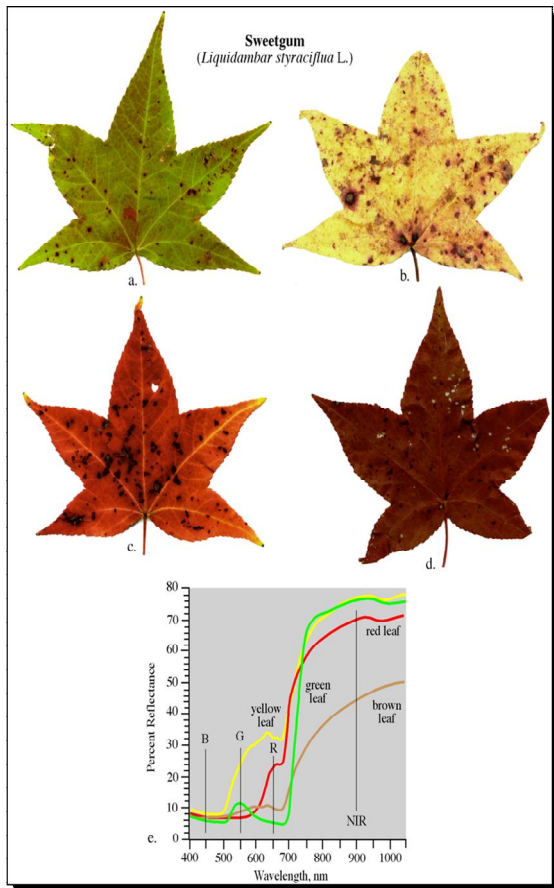 Sweetgum
(Liquidambar styraciflua L.)
a.
b.
c.
d.
80
70
60
50
40
30
20
10
0
Percent Reflectance
yellow
leaf
green
leaf
red leaf
brown
leaf
B
G
R
NIR
e.
400
500
600
700
800
900
1000
Wavelength, nm